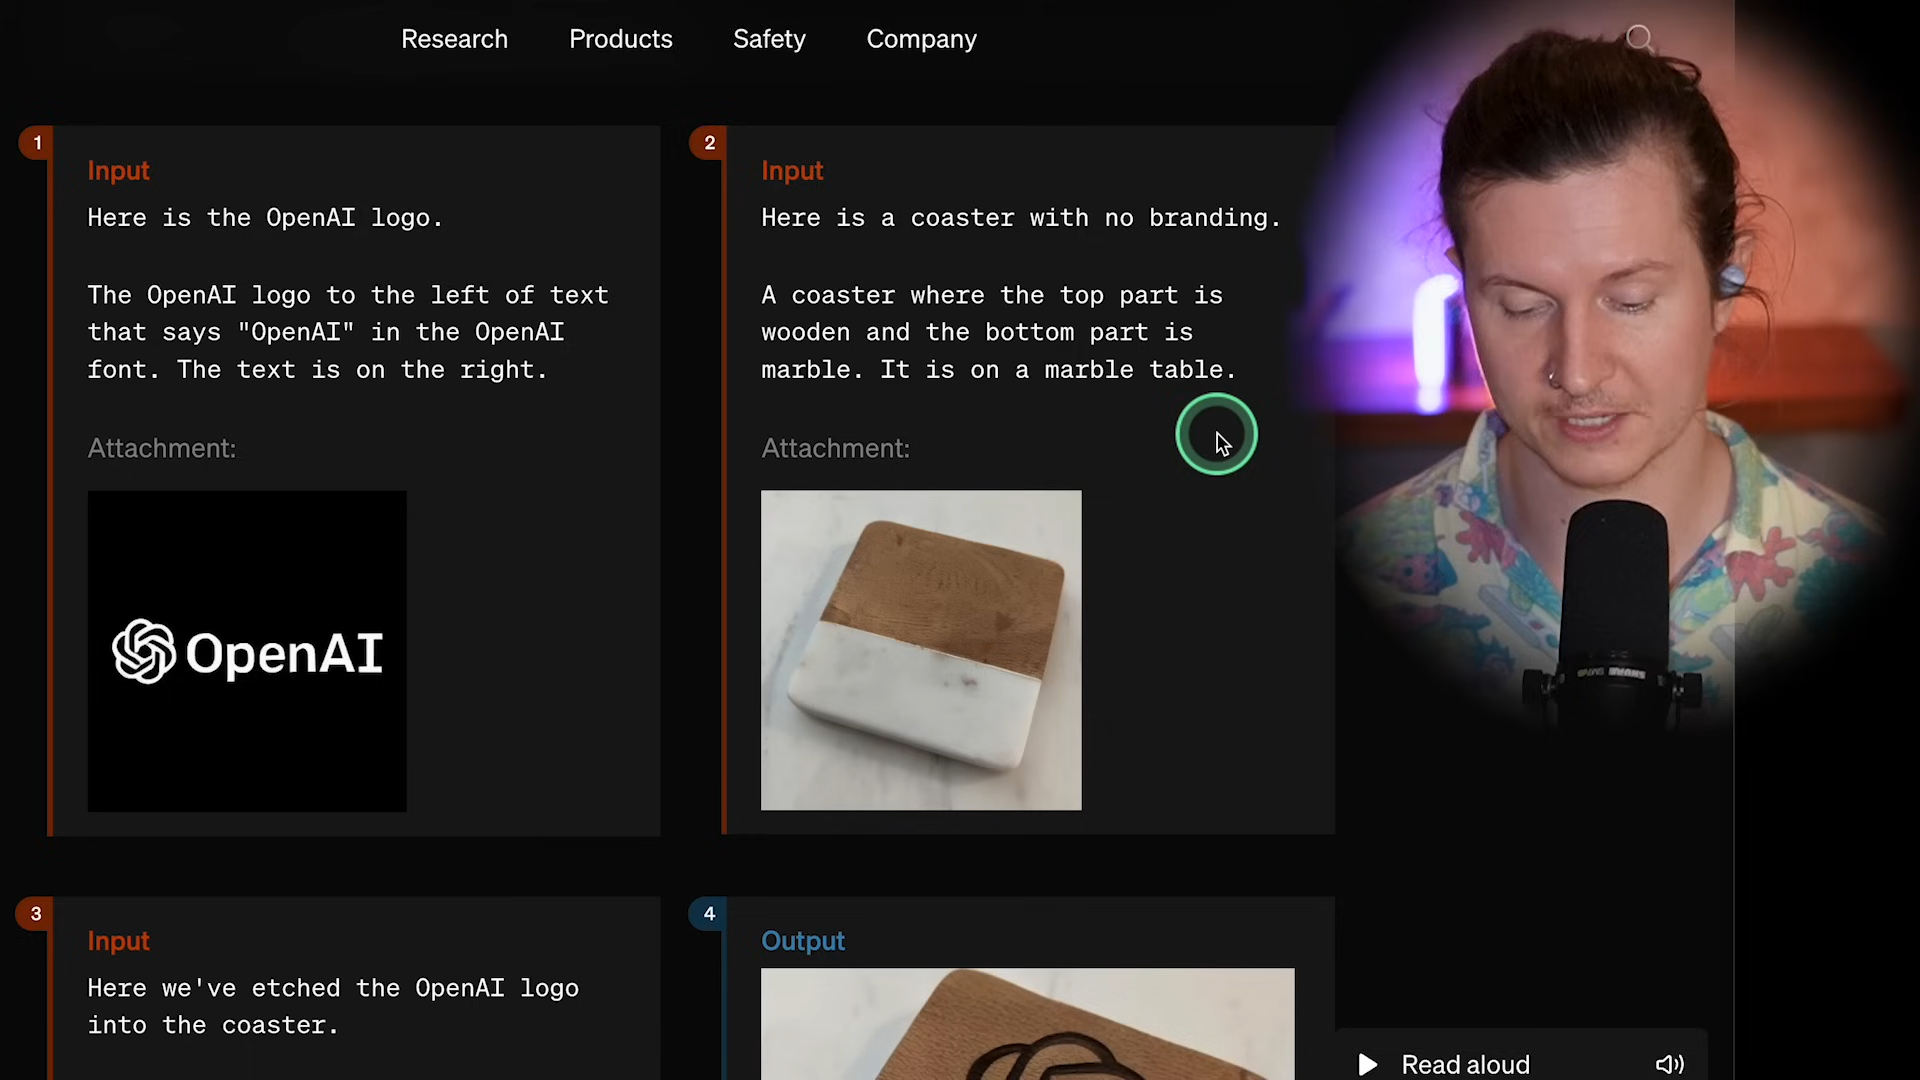 Research Products Safety Company
1
Input
Here is the OpenAI logo.
The OpenAI logo to the left of text
that says "OpenAI" in the OpenAI
font. The text is on the right.
Attachment:
OpenAI
2
Input
Here is a coaster with no branding.
A coaster where the top part is
wooden and the bottom part is
marble. It is on a marble table.
Attachment:
3
Input
Here we've etched the OpenAI logo
into the coaster.
4
Output
Read aloud
SHURE